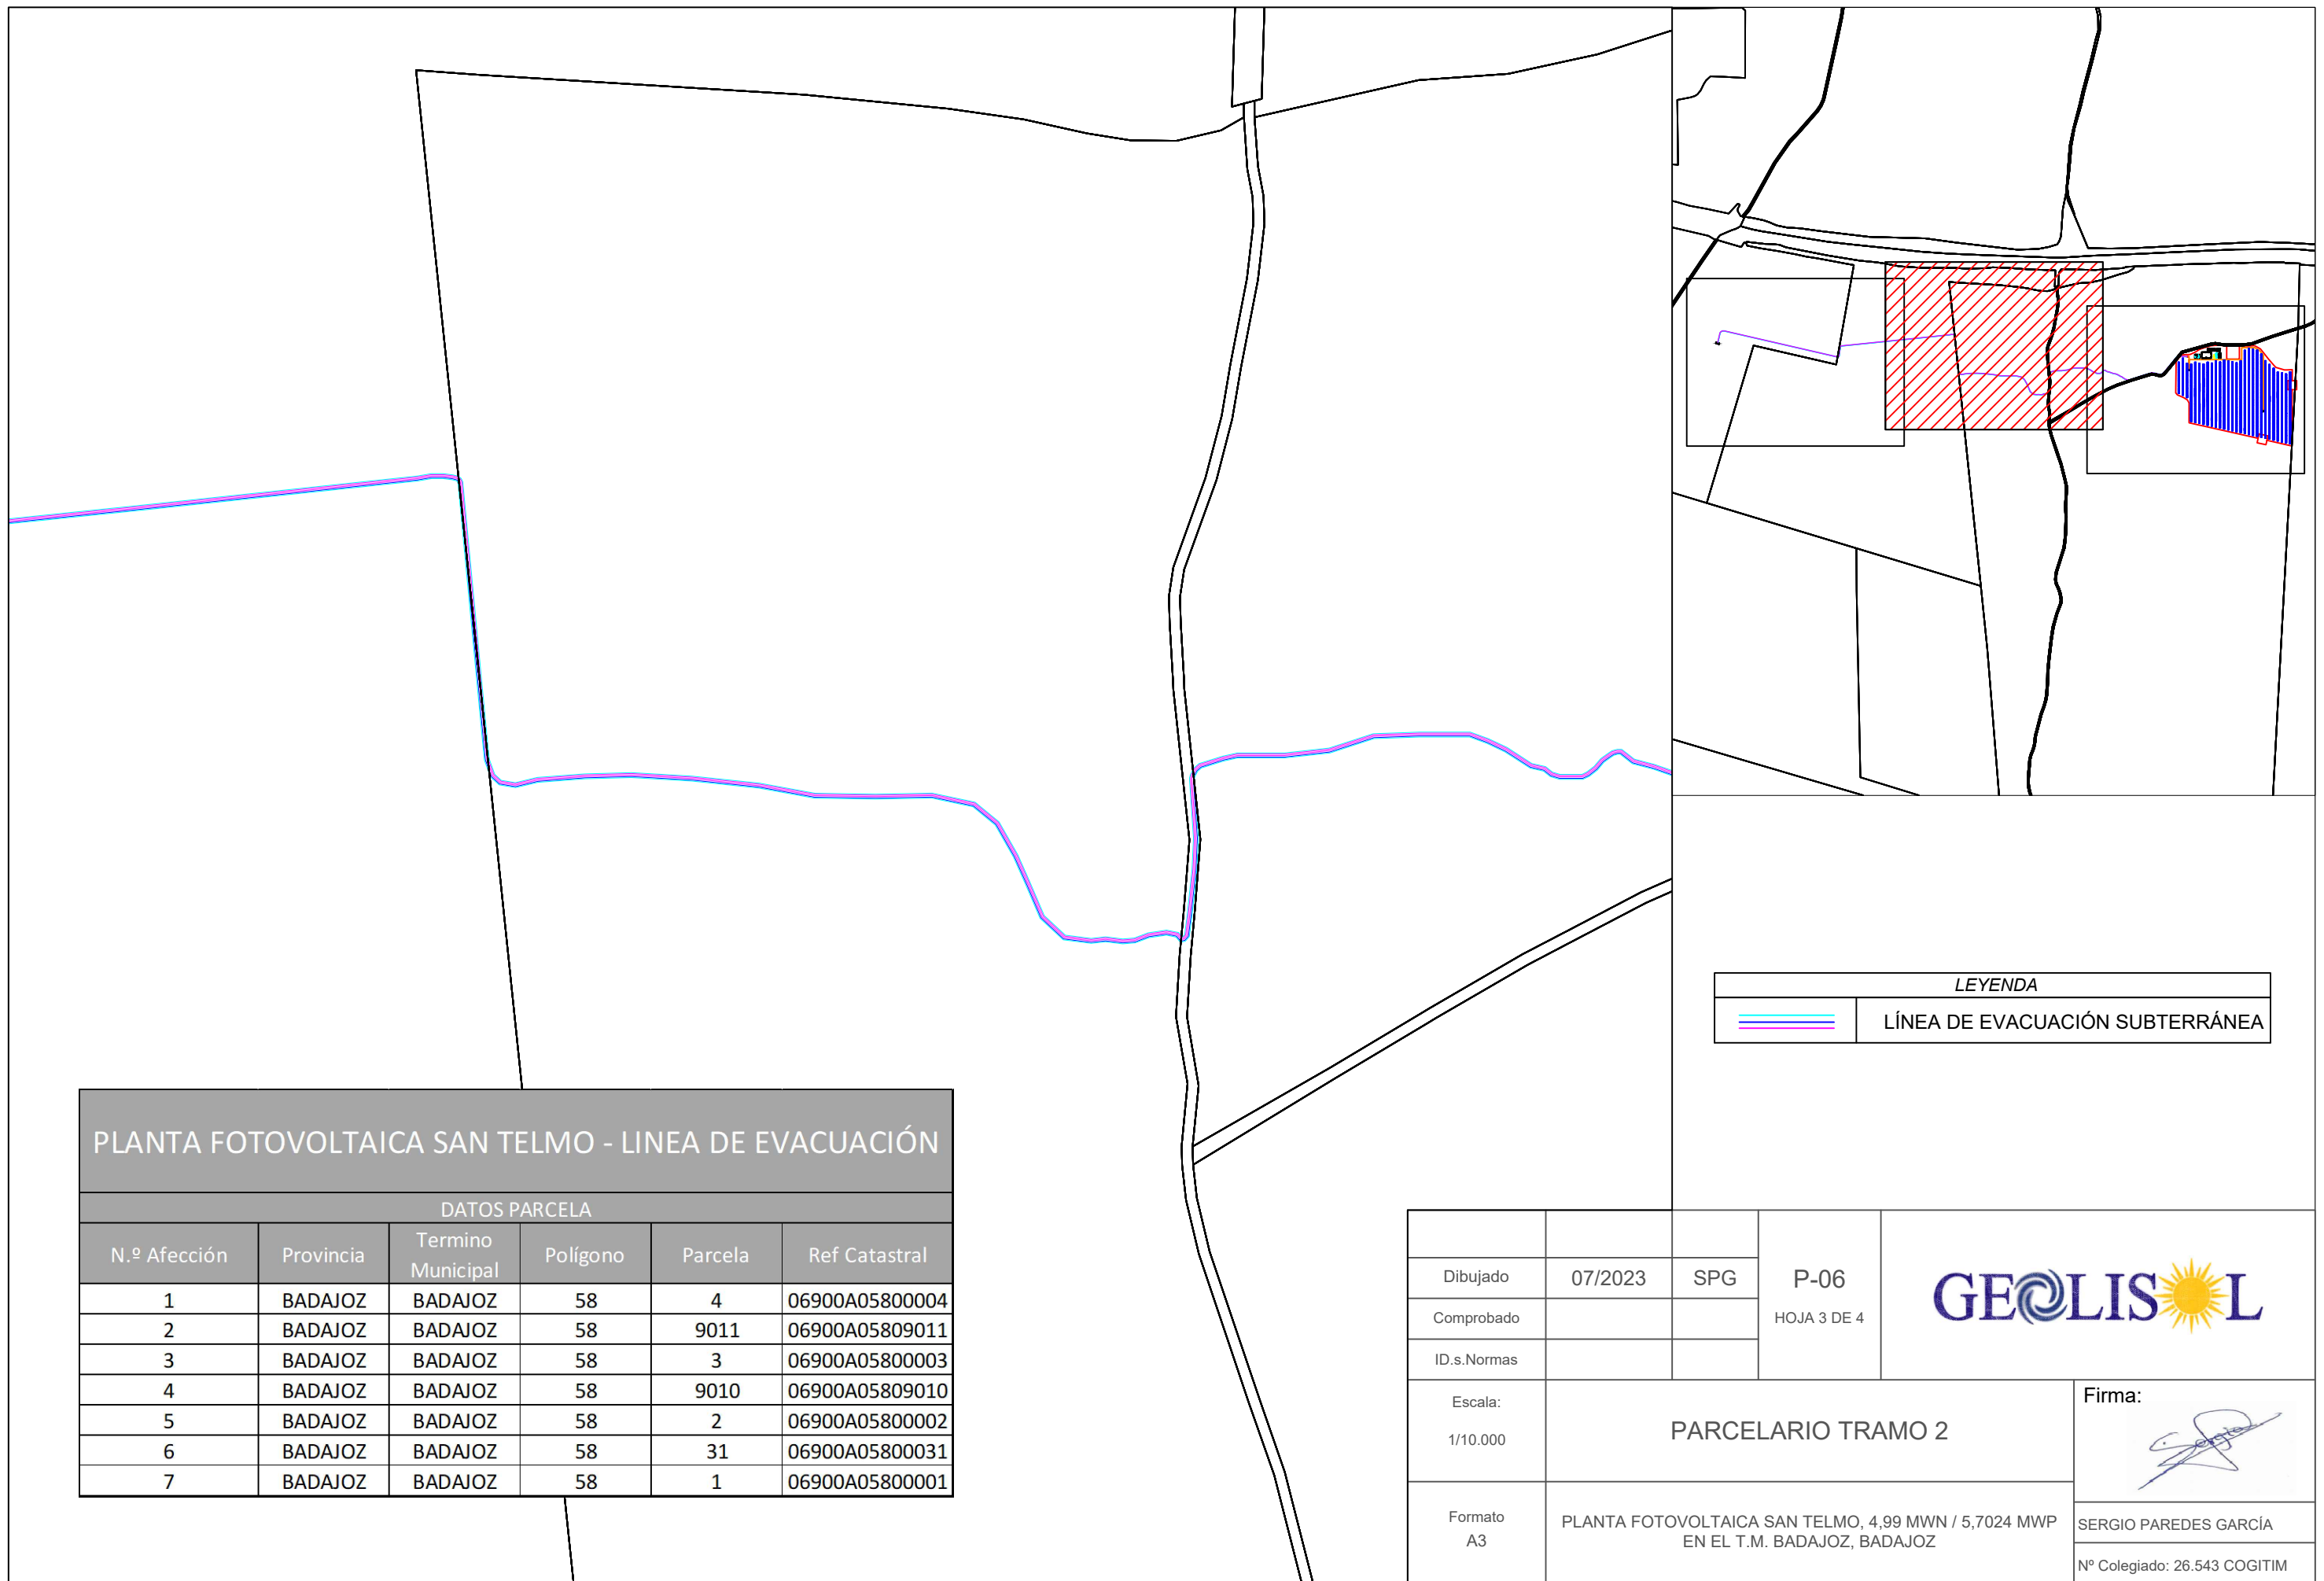 LEYENDA
LÍNEA DE EVACUACIÓN SUBTERRÁNEA
PLANTA FOTOVOLTAICA SAN TELMO - LINEA DE EVACUACIÓN
DATOS PARCELA
N.º Afección Provincia Termino Municipal Polígono Parcela Ref Catastral
1 BADAJOZ BADAJOZ 58 4 06900A05800004
2 BADAJOZ BADAJOZ 58 9011 06900A05809011
3 BADAJOZ BADAJOZ 58 3 06900A05800003
4 BADAJOZ BADAJOZ 58 9010 06900A05809010
5 BADAJOZ BADAJOZ 58 2 06900A05800002
6 BADAJOZ BADAJOZ 58 31 06900A05800031
7 BADAJOZ BADAJOZ 58 1 06900A05800001
Dibujado 07/2023 SPG
Comprobado
ID.s.Normas
P-06
HOJA 3 DE 4
GEOLISOL
Escala:
1/10.000
PARCELARIO TRAMO 2
Firma:
Formato
A3
PLANTA FOTOVOLTAICA SAN TELMO, 4,99 MWN / 5,7024 MWP
EN EL T.M. BADAJOZ, BADAJOZ
SERGIO PAREDES GARCÍA
Nº Colegiado: 26.543 COGITIM